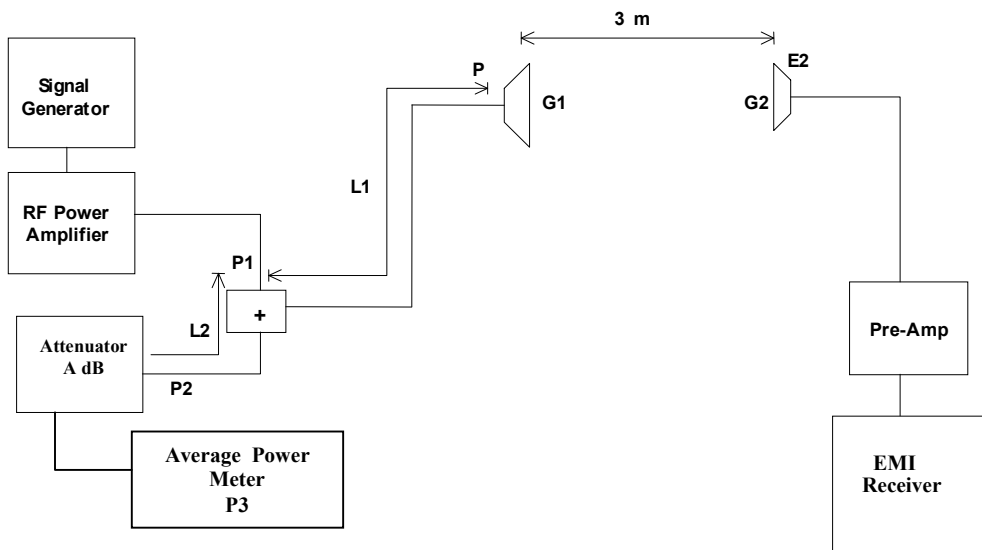 3 m
P
E2
Signal
Generator
G1
G2
L1
RF Power
Amplifier
P1
+
L2
Pre-Amp
Attenuator
A dB
P2
Average Power
Meter
P3
EMI
Receiver